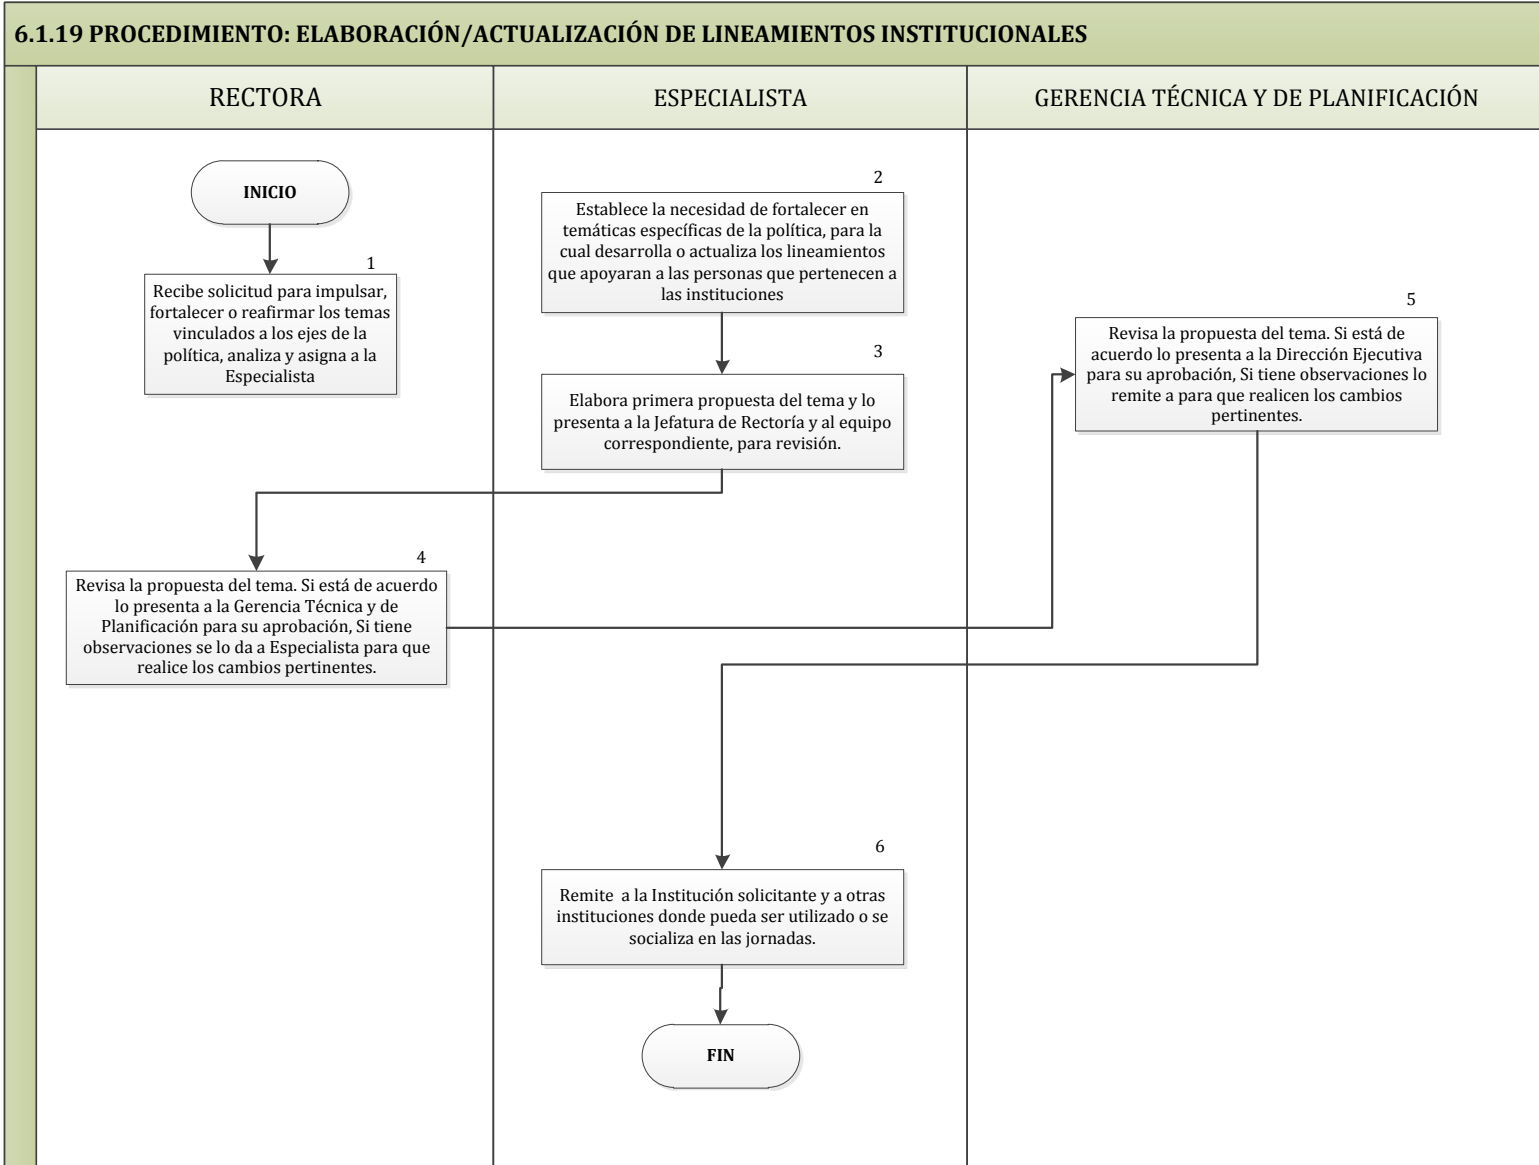 6.1.19 PROCEDIMIENTO: ELABORACIÓN/ACTUALIZACIÓN DE LINEAMIENTOS INSTITUCIONALES
RECTORA
ESPECIALISTA
GERENCIA TÉCNICA Y DE PLANIFICACIÓN
INICIO
1
Recibe solicitud para impulsar,
fortalecer o reafirmar los temas
vinculados a los ejes de la
política, analiza y asigna a la
Especialista
2
Establece la necesidad de fortalecer en
temáticas específicas de la política, para la
cual desarrolla o actualiza los lineamientos
que apoyaran a las personas que pertenecen a
las instituciones
3
Elabora primera propuesta del tema y lo
presenta a la Jefatura de Rectoría y al equipo
correspondiente, para revisión.
4
Revisa la propuesta del tema. Si está de acuerdo
lo presenta a la Gerencia Técnica y de
Planificación para su aprobación, Si tiene
observaciones se lo da a Especialista para que
realice los cambios pertinentes.
5
Revisa la propuesta del tema. Si está de
acuerdo lo presenta a la Dirección Ejecutiva
para su aprobación, Si tiene observaciones lo
remite a para que realicen los cambios
pertinentes.
6
Remite  a la Institución solicitante y a otras
instituciones donde pueda ser utilizado o se
socializa en las jornadas.
FIN